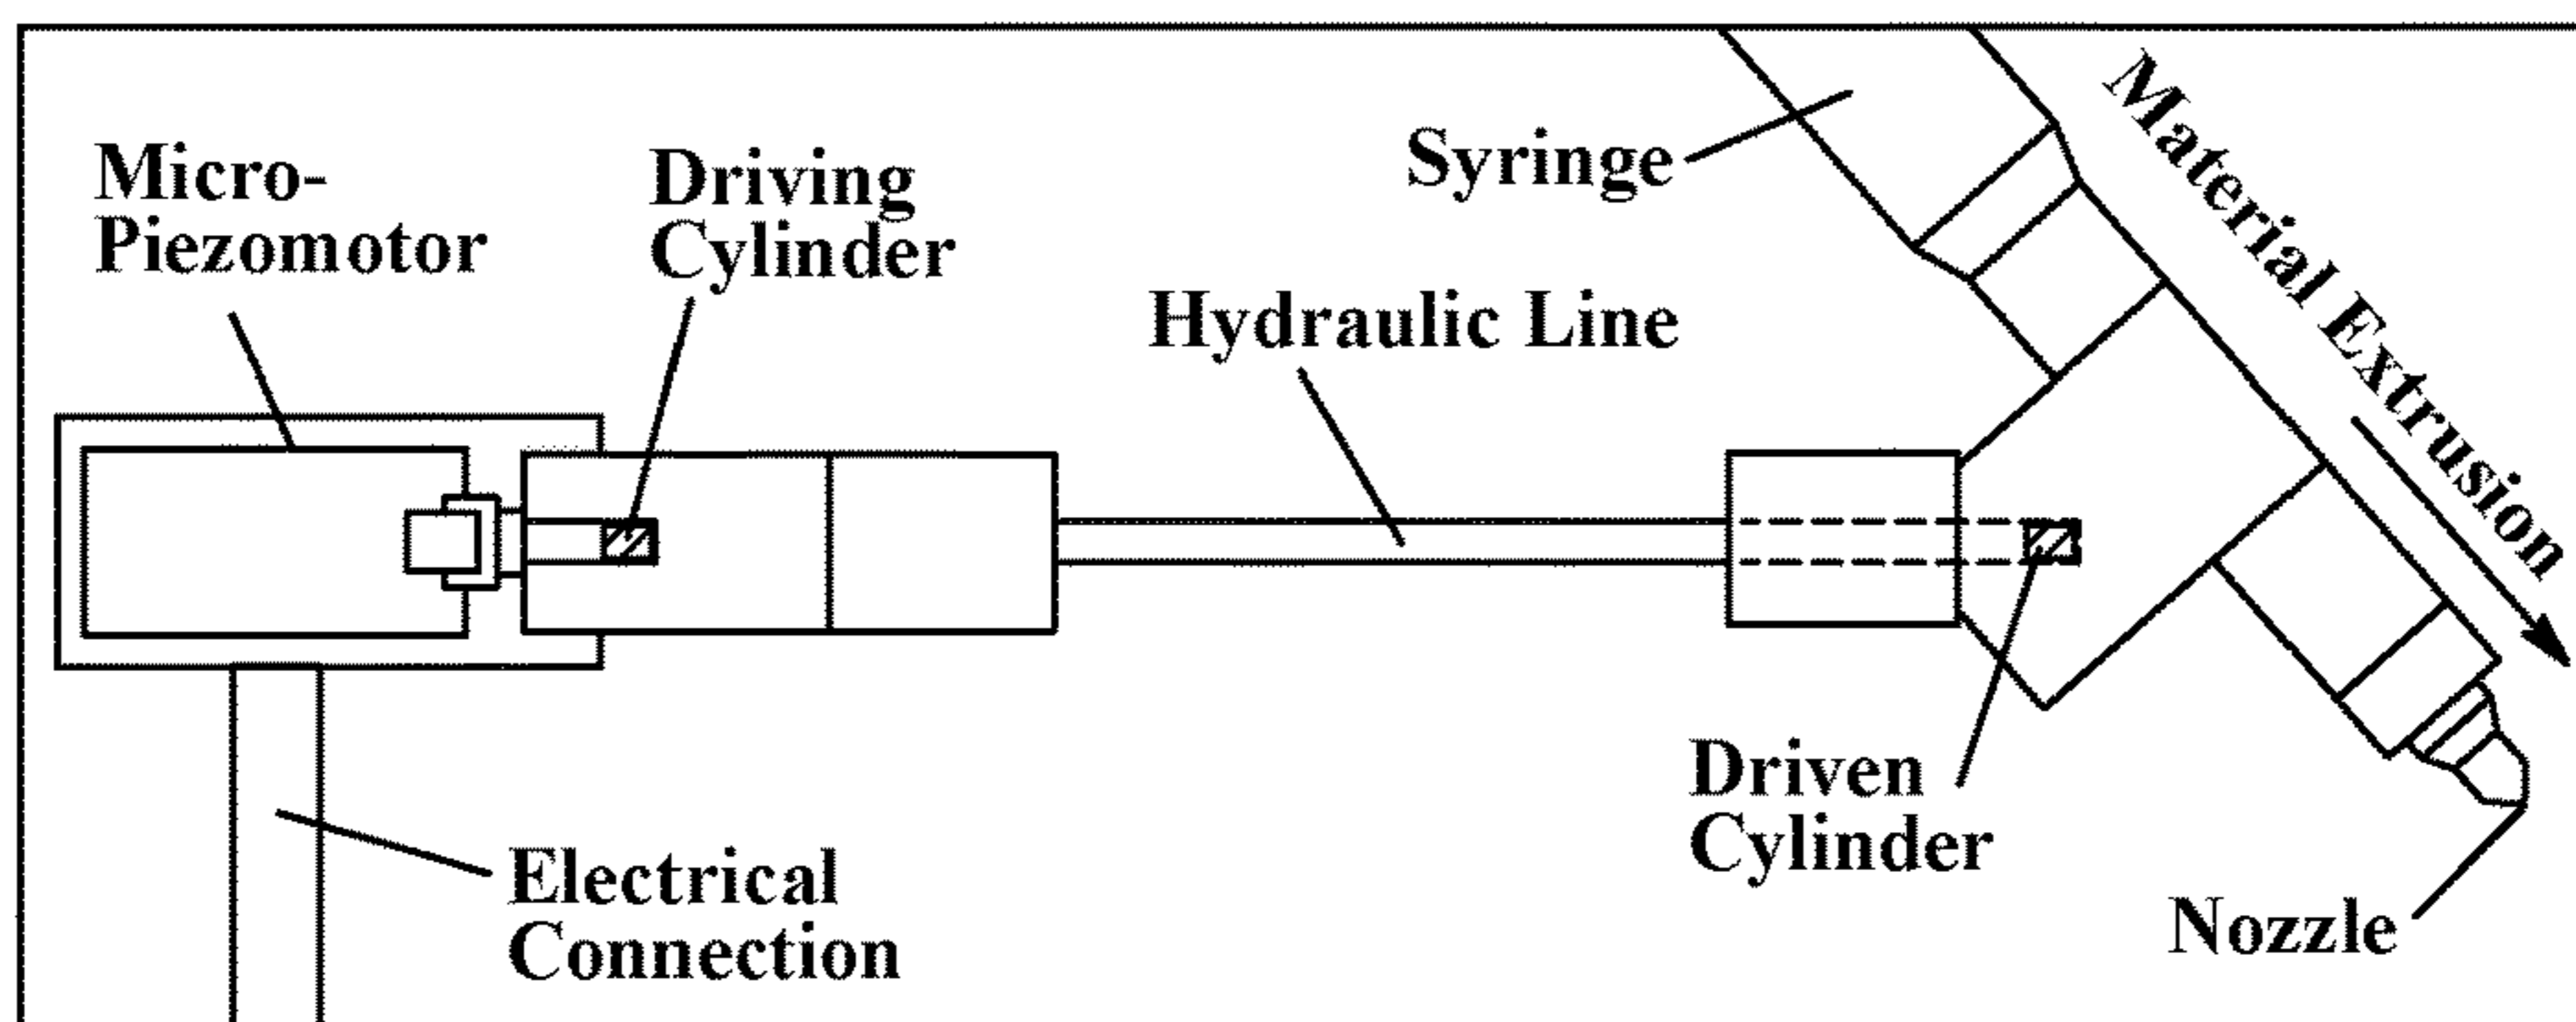 Micro-
Piezomotor
Driving
Cylinder
Syringe
Hydraulic Line
Material Extrusion
Driven
Cylinder
Electrical
Connection
Nozzle